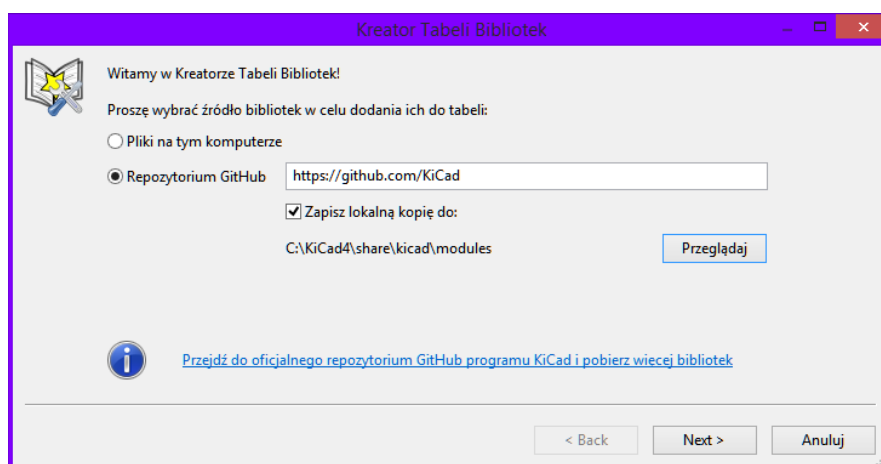 Kreator Tabeli Bibliotek
Witamy w Kreatorze Tabeli Bibliotek!
Proszę wybrać źródło bibliotek w celu dodania ich do tabeli:
Pliki na tym komputerze
Repozytorium GitHub https://github.com/KiCad
Zapisz lokalną kopię do:
C:\KiCad4\share\kicad\modules Przeglądaj
Przejdź do oficjalnego repozytorium GitHub programu KiCad i pobierz więcej bibliotek
< Back Next > Anuluj